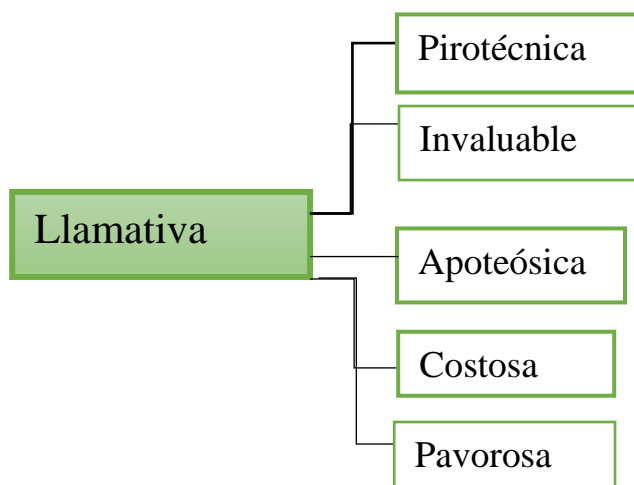 Pirotécnica
Invaluable
Llamativa
Apoteósica
Costosa
Pavorosa